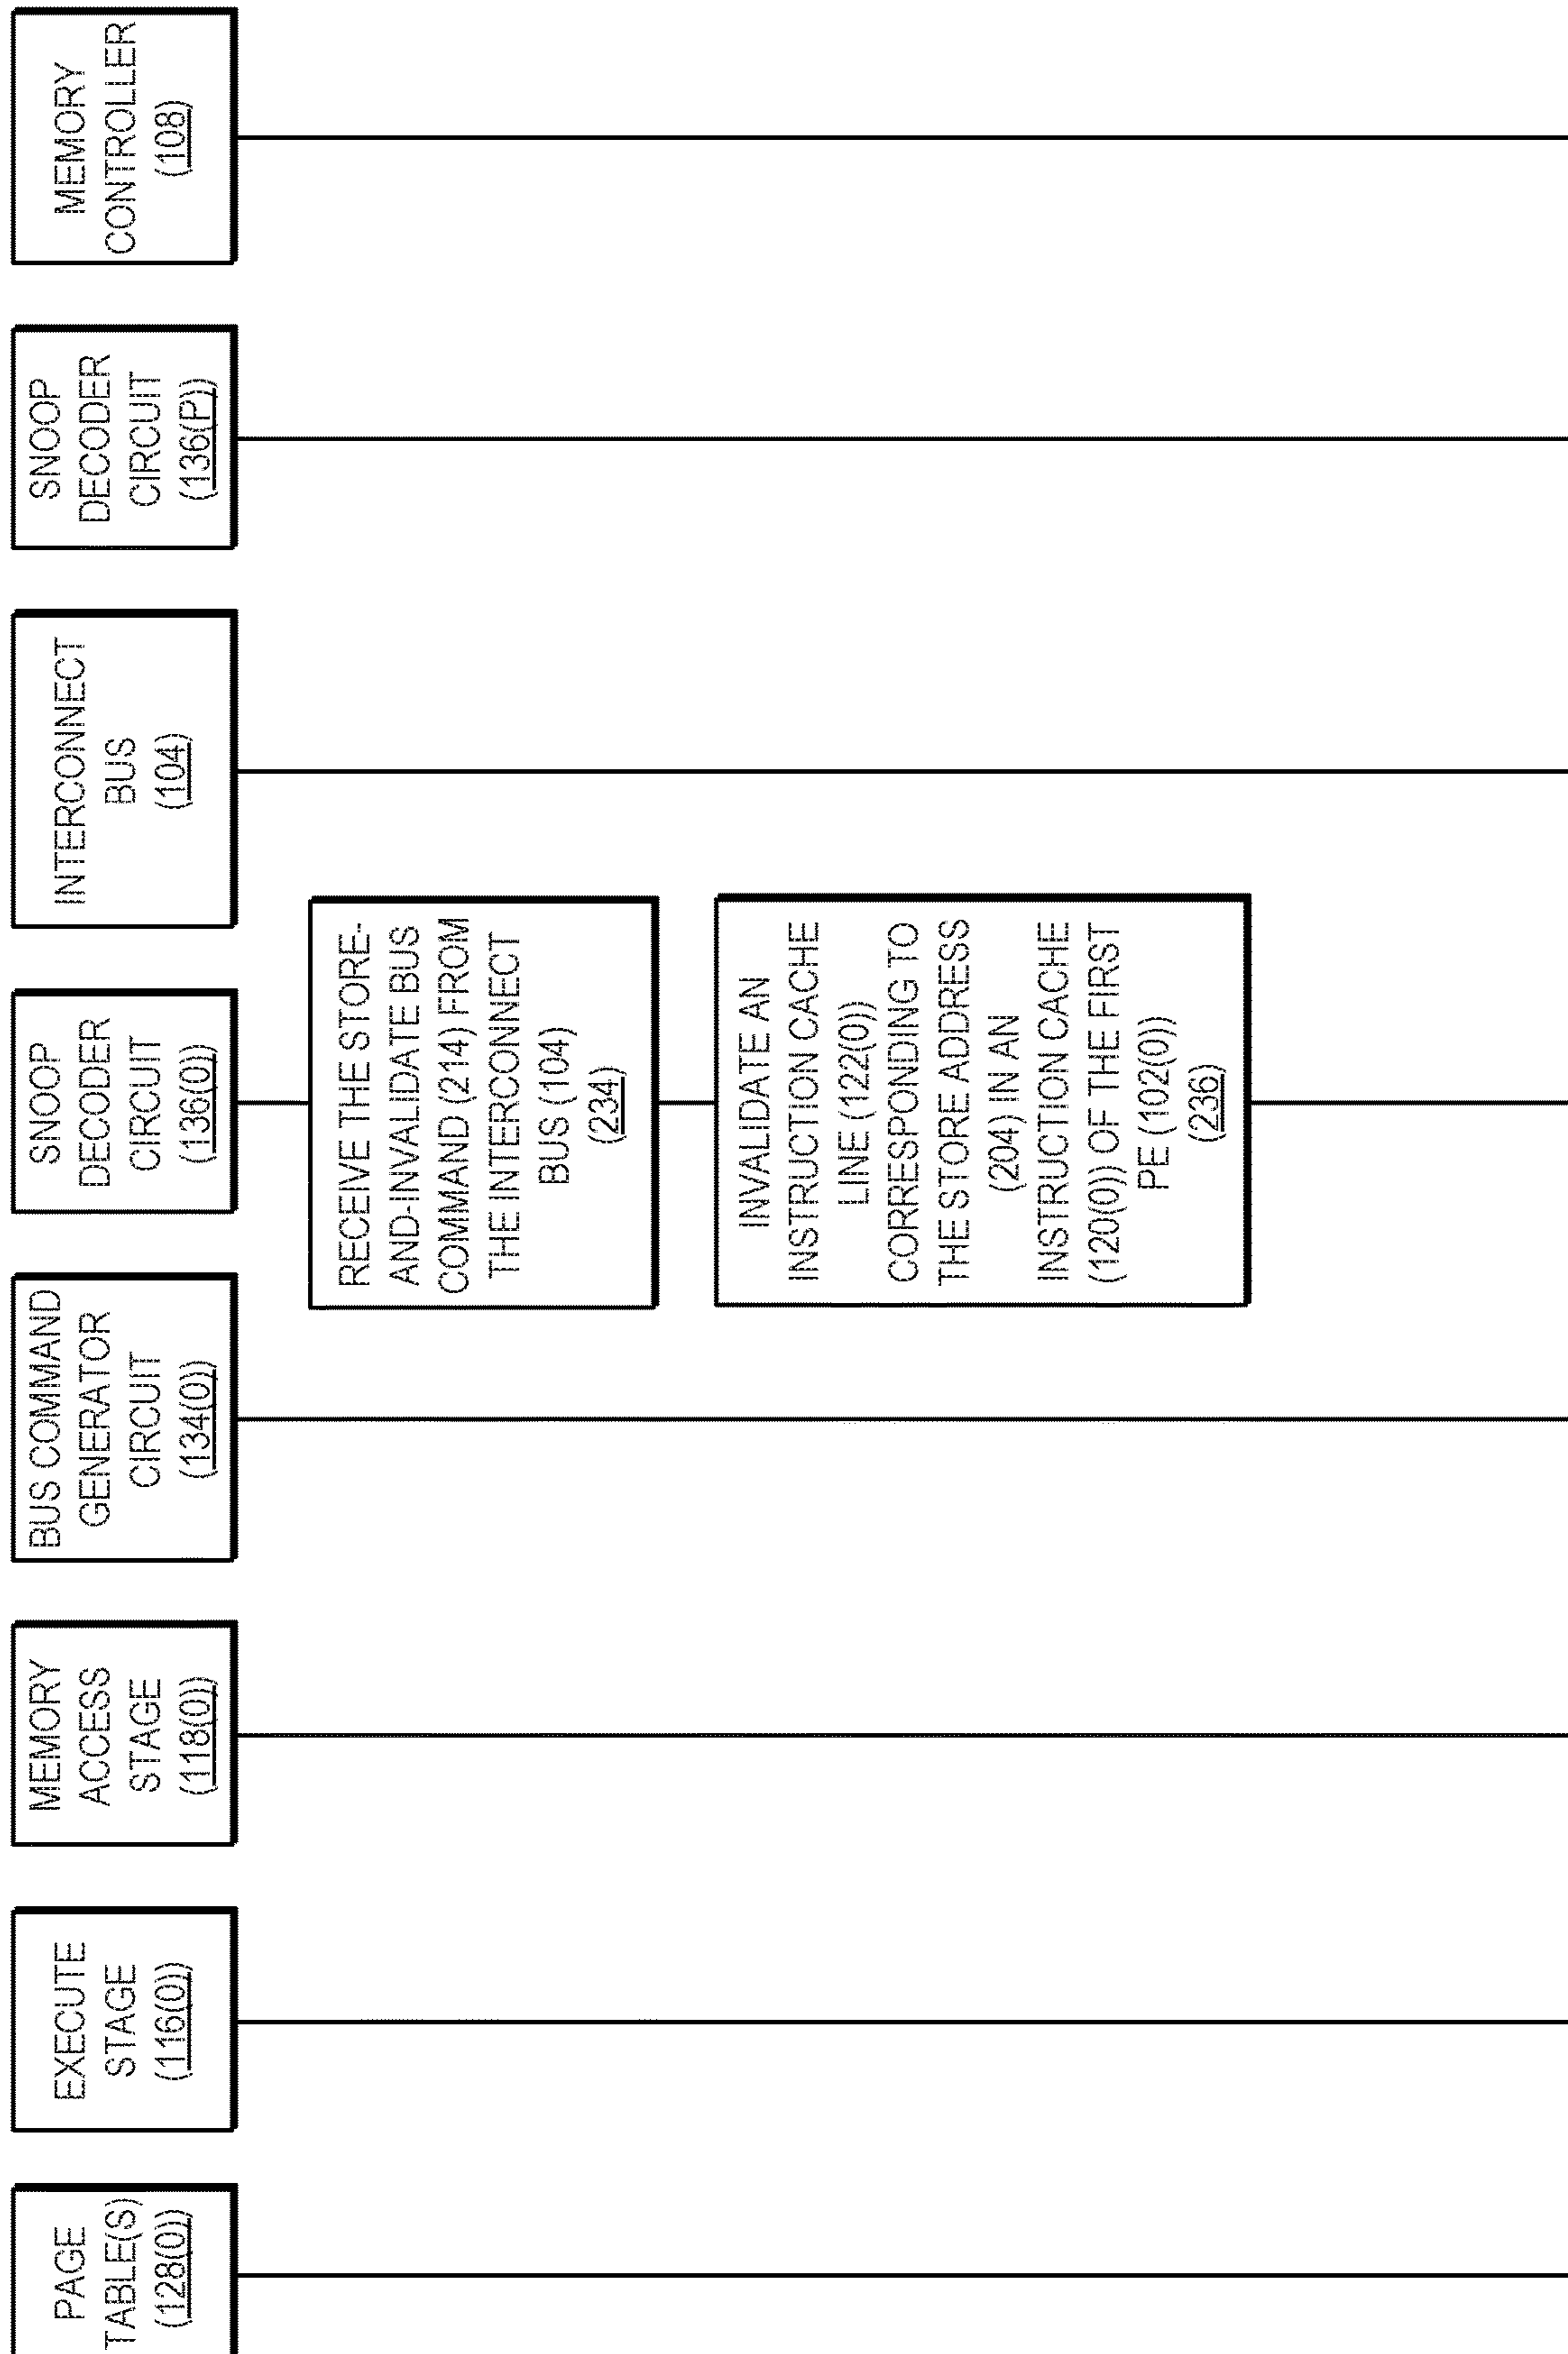 PAGE
TABLE(S)
(128(0))
EXECUTE
STAGE
(116(0))
MEMORY
ACCESS
STAGE
(118(0))
BUS COMMAND
GENERATOR
CIRCUIT
(134(0))
SNOOP
DECODER
CIRCUIT
(136(0))
INTERCONNECT
BUS
(104)
SNOOP
DECODER
CIRCUIT
(136(P))
MEMORY
CONTROLLER
(108)
RECEIVE THE STORE-
AND-INVALIDATE BUS
COMMAND (214) FROM
THE INTERCONNECT
BUS (104)
(234)
INVALIDATE AN
INSTRUCTION CACHE
LINE (122(0))
CORRESPONDING TO
THE STORE ADDRESS
(204) IN AN
INSTRUCTION CACHE
(120(0)) OF THE FIRST
PE (102(0))
(236)